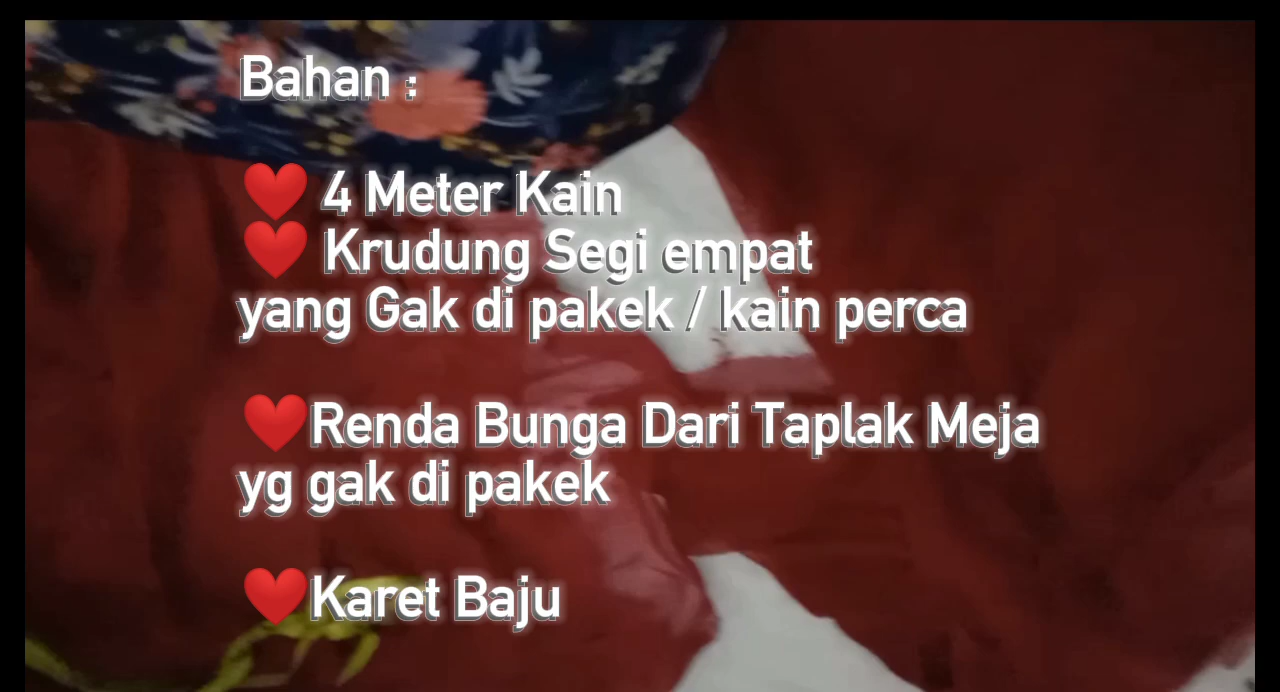 Bahan :
❤️ 4 Meter Kain
❤️ Krudung Segi empat
yang Gak di pakek / kain perca
❤️Renda Bunga Dari Taplak Meja
yg gak di pakek
❤️Karet Baju